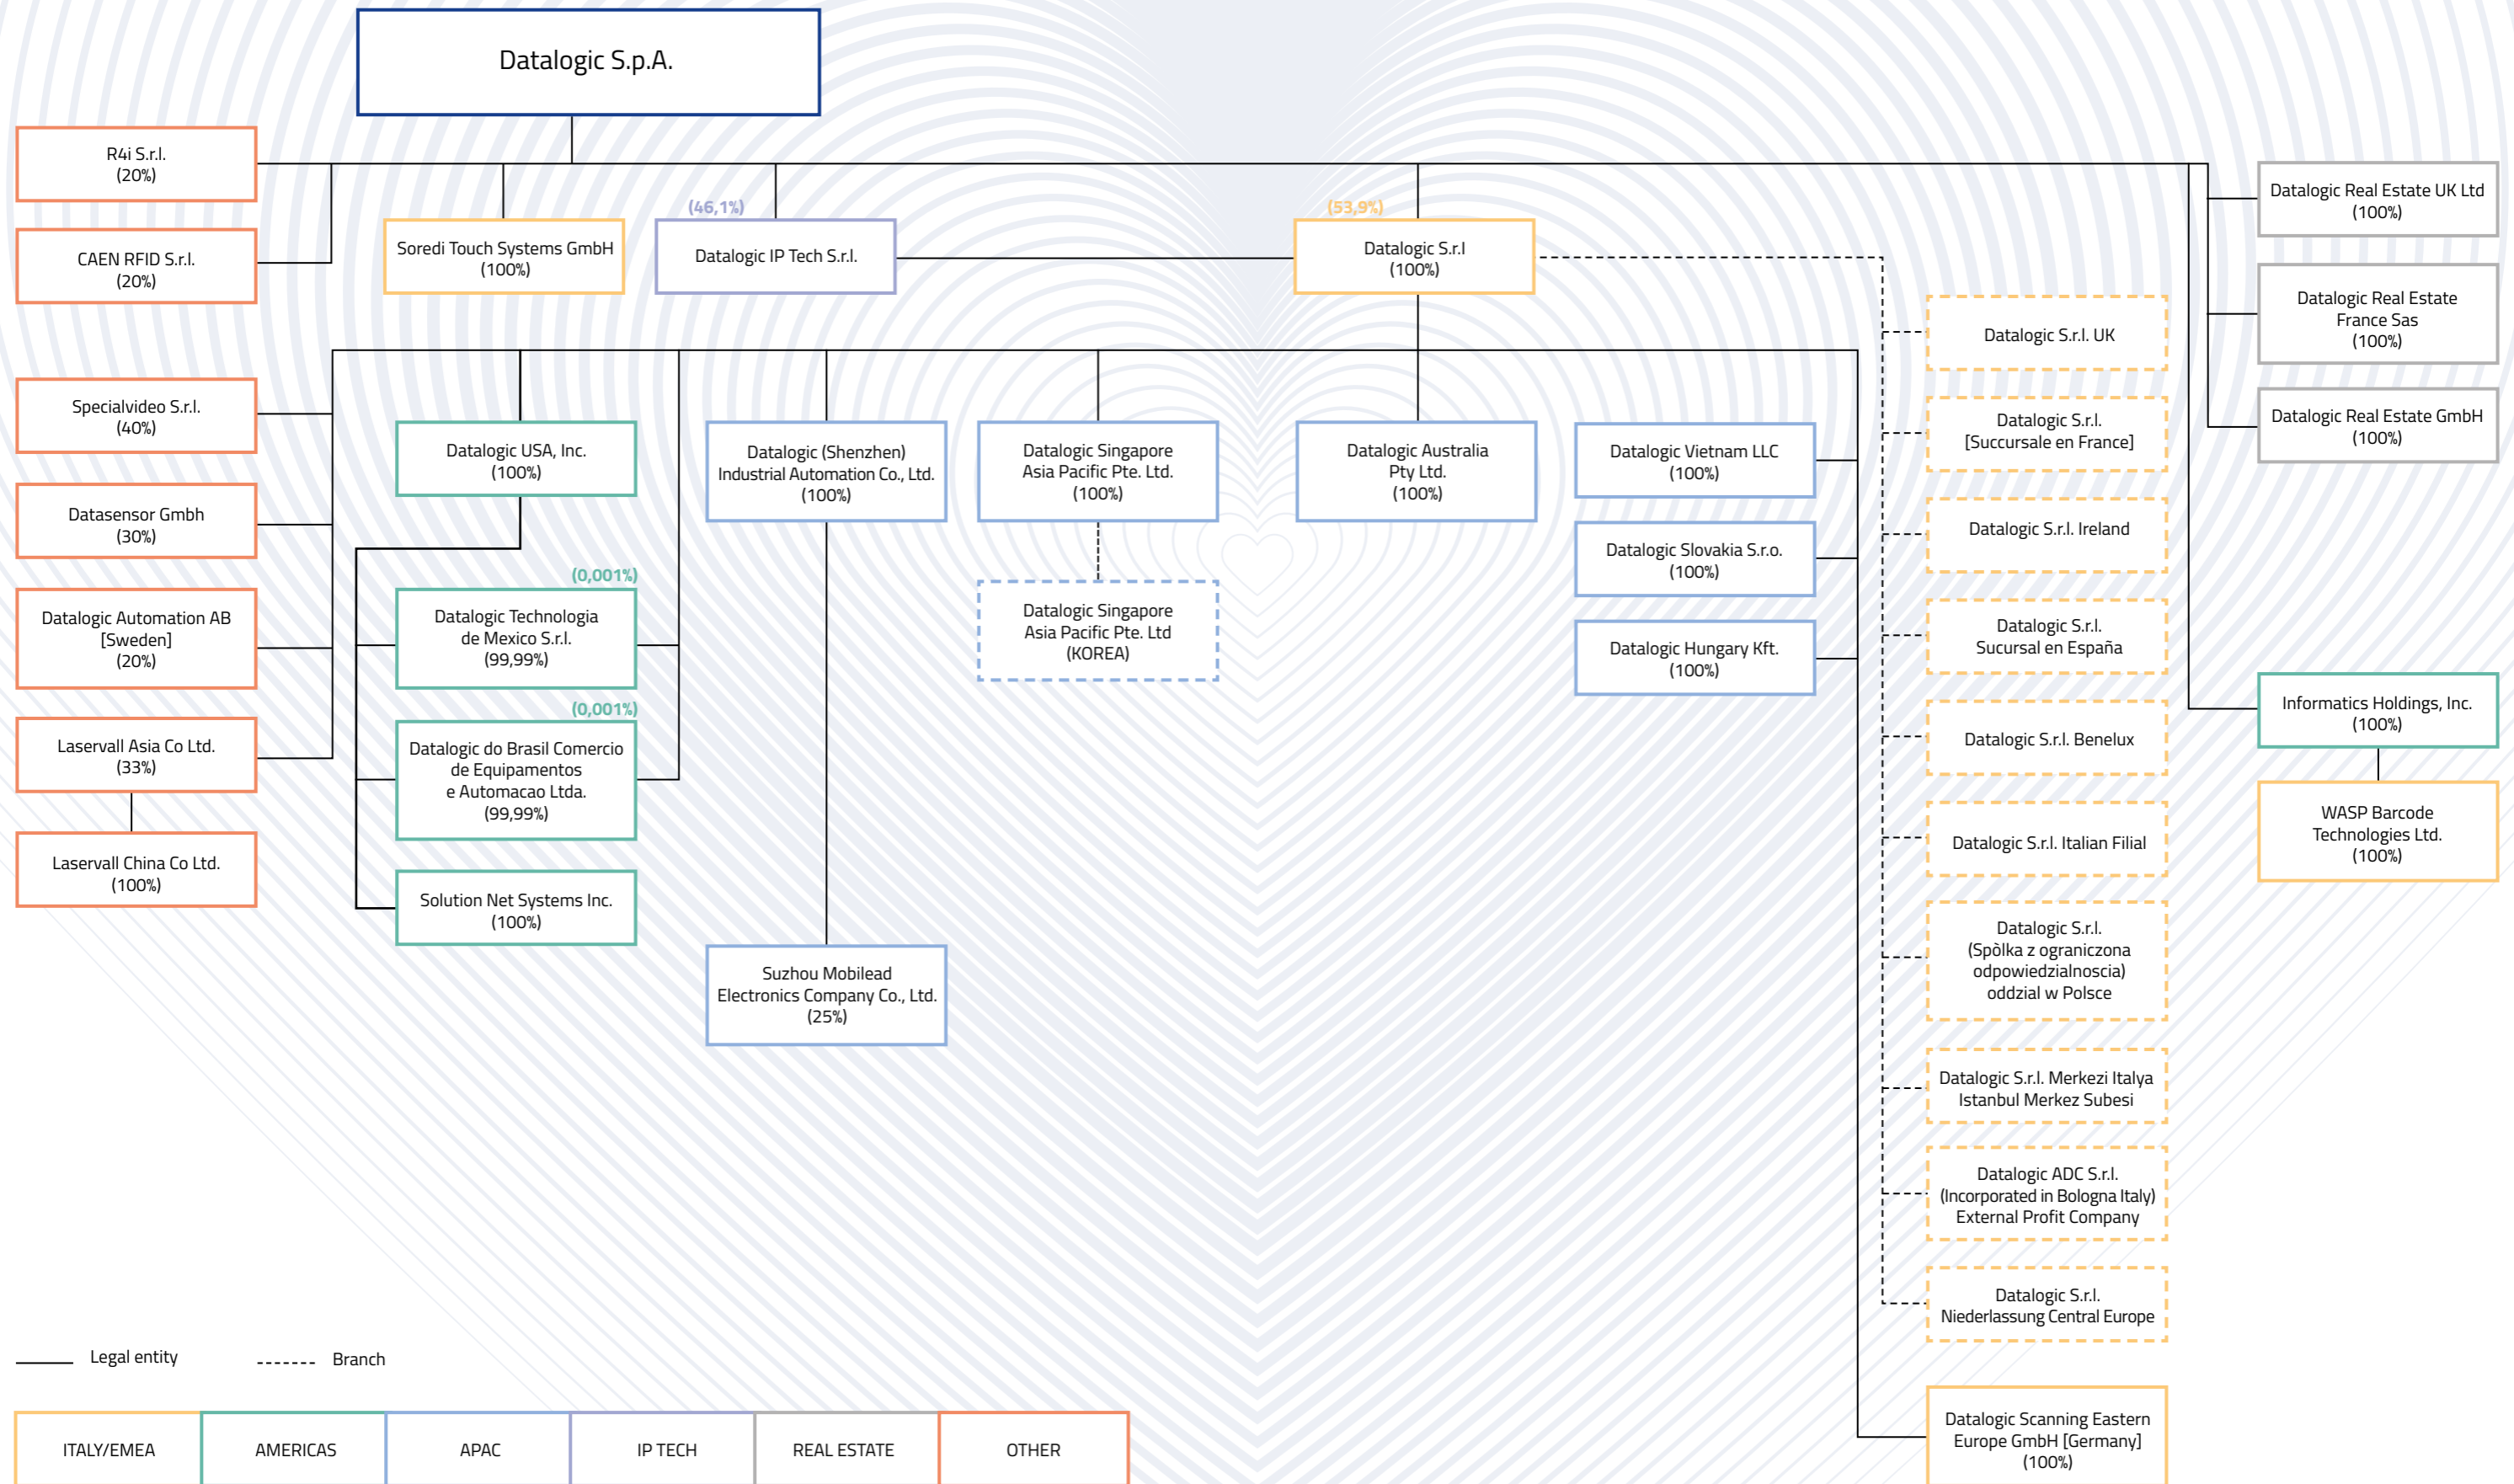 Datalogic S.p.A.
R4i S.r.l.
(20%)
CAEN RFID S.r.l.
(20%)
Soredi Touch Systems GmbH
(100%)
(46,1%)
Datalogic IP Tech S.r.l.
(53,9%)
Datalogic S.r.l
(100%)
Datalogic Real Estate UK Ltd
(100%)
Datalogic Real Estate
France Sas
(100%)
Datalogic Real Estate GmbH
(100%)
Specialvideo S.r.l.
(40%)
Datasensor Gmbh
(30%)
Datalogic Automation AB
[Sweden]
(20%)
Laservall Asia Co Ltd.
(33%)
Laservall China Co Ltd.
(100%)
Datalogic USA, Inc.
(100%)
(0,001%)
Datalogic Technologia
de Mexico S.r.l.
(99,99%)
(0,001%)
Datalogic do Brasil Comercio
de Equipamentos
e Automacao Ltda.
(99,99%)
Solution Net Systems Inc.
(100%)
Datalogic (Shenzhen)
Industrial Automation Co., Ltd.
(100%)
Suzhou Mobilead
Electronics Company Co., Ltd.
(25%)
Datalogic Singapore
Asia Pacific Pte. Ltd.
(100%)
Datalogic Singapore
Asia Pacific Pte. Ltd
(KOREA)
Datalogic Australia
Pty Ltd.
(100%)
Datalogic Vietnam LLC
(100%)
Datalogic Slovakia S.r.o.
(100%)
Datalogic Hungary Kft.
(100%)
Datalogic S.r.l. UK
Datalogic S.r.l.
[Succursale en France]
Datalogic S.r.l. Ireland
Datalogic S.r.l.
Sucursal en España
Datalogic S.r.l. Benelux
Datalogic S.r.l. Italian Filial
Datalogic S.r.l.
(Spòlka z ograniczona
odpowiedzialnoscia)
oddzial w Polsce
Datalogic S.r.l. Merkezi Italya
Istanbul Merkez Subesi
Datalogic ADC S.r.l.
(Incorporated in Bologna Italy)
External Profit Company
Datalogic S.r.l.
Niederlassung Central Europe
Datalogic Scanning Eastern
Europe GmbH [Germany]
(100%)
Informatics Holdings, Inc.
(100%)
WASP Barcode
Technologies Ltd.
(100%)
Legal entity
Branch
ITALY/EMEA
AMERICAS
APAC
IP TECH
REAL ESTATE
OTHER